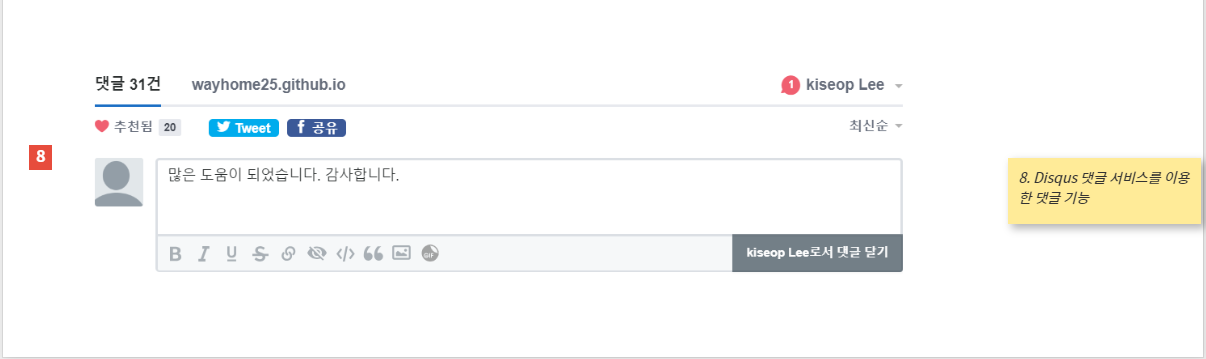 댓글 31건 wayhome25.github.io 1 kiseop Lee
추천됨 20 Tweet f 공유 최신순
8
많은 도움이 되었습니다. 감사합니다.
8. Disqus 댓글 서비스를 이용
한 댓글 기능
B I U S </> GIF kiseop Lee로서 댓글 달기